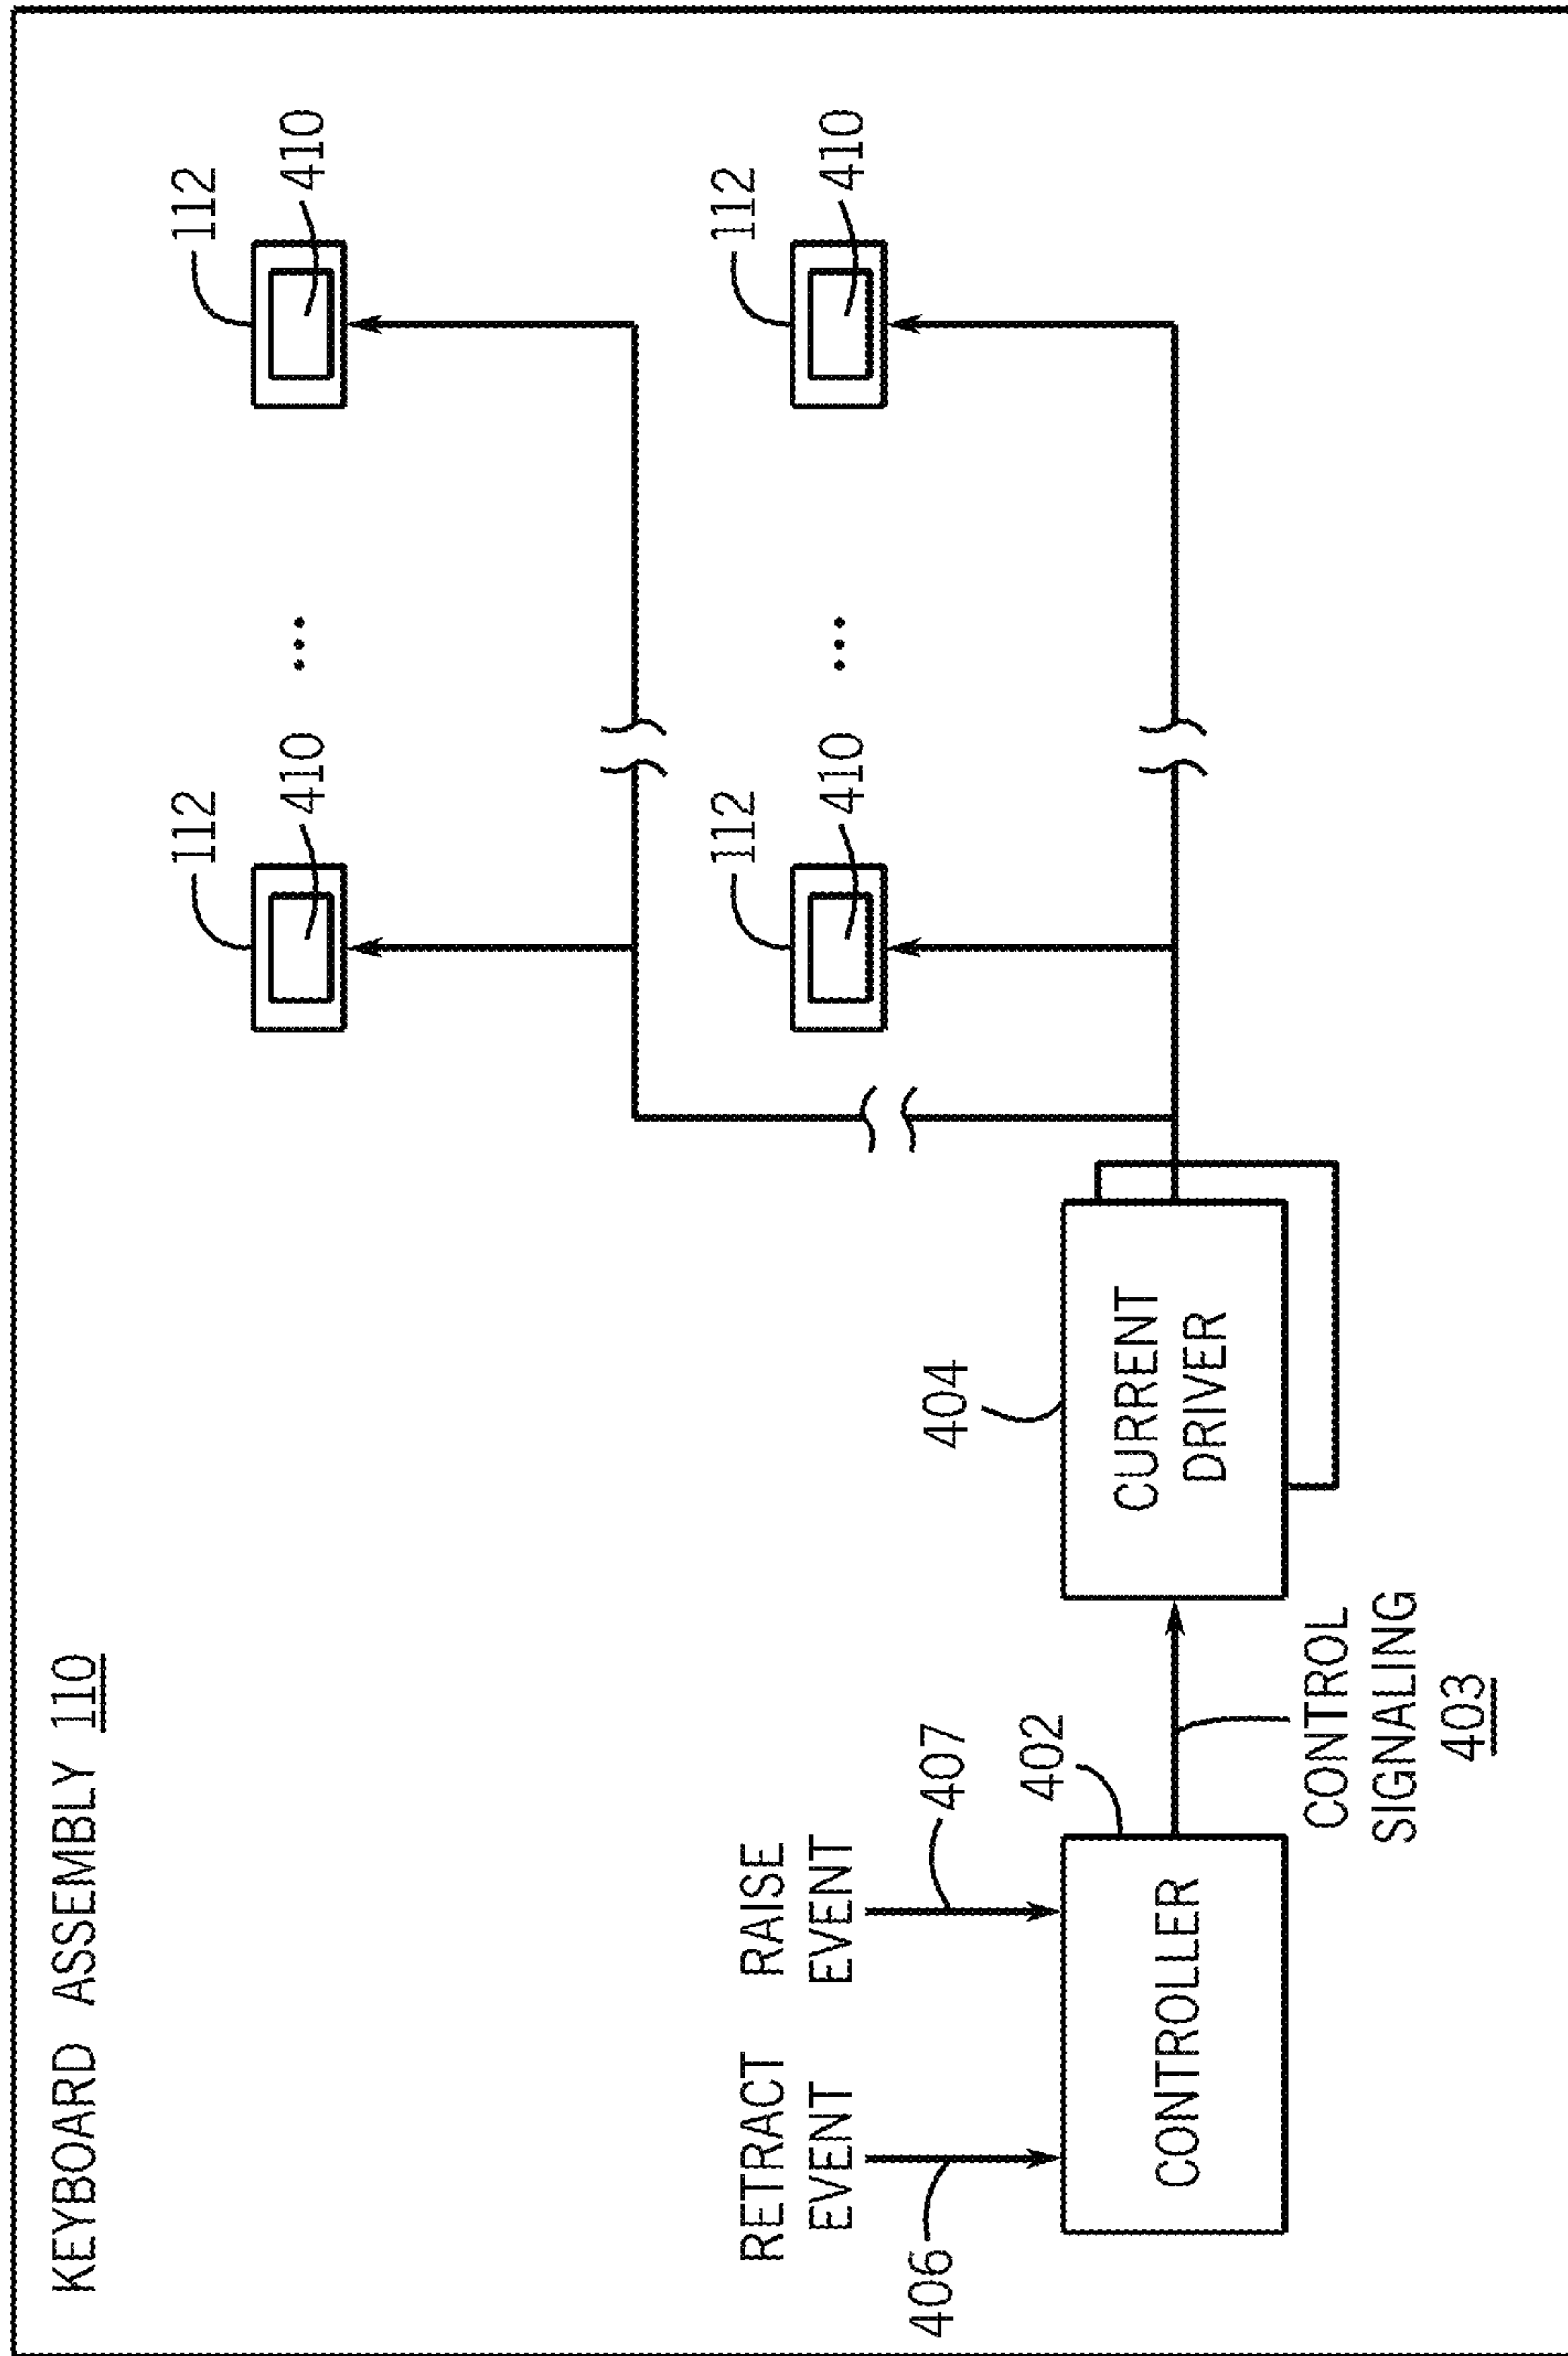 KEYBOARD ASSEMBLY 110
112
410
...
112
410
112
410
...
112
410
RETRACT
EVENT
406
RAISE
EVENT
407
402
CONTROLLER
CONTROL
SIGNALING
403
404
CURRENT
DRIVER